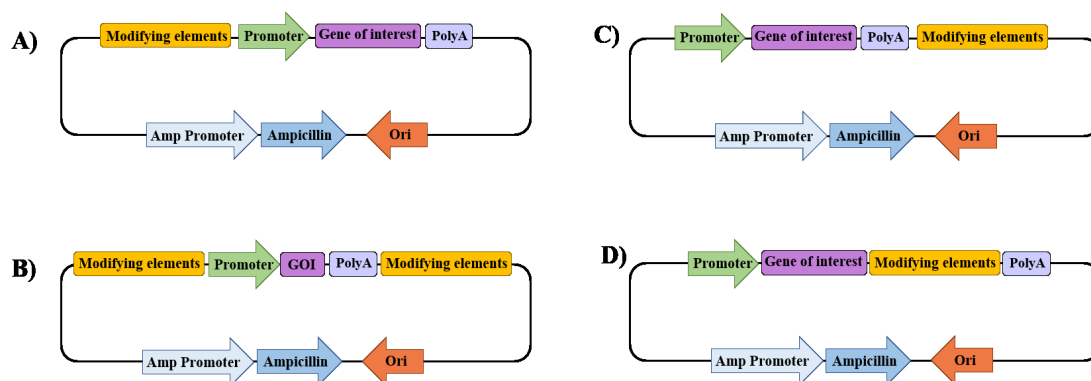 A)
Modifying elements
Promoter
Gene of interest
PolyA
Amp Promoter
Ampicillin
Ori
B)
Modifying elements
Promoter
GOI
PolyA
Modifying elements
Amp Promoter
Ampicillin
Ori
C)
Promoter
Gene of interest
PolyA
Modifying elements
Amp Promoter
Ampicillin
Ori
D)
Promoter
Gene of interest
Modifying elements
PolyA
Amp Promoter
Ampicillin
Ori